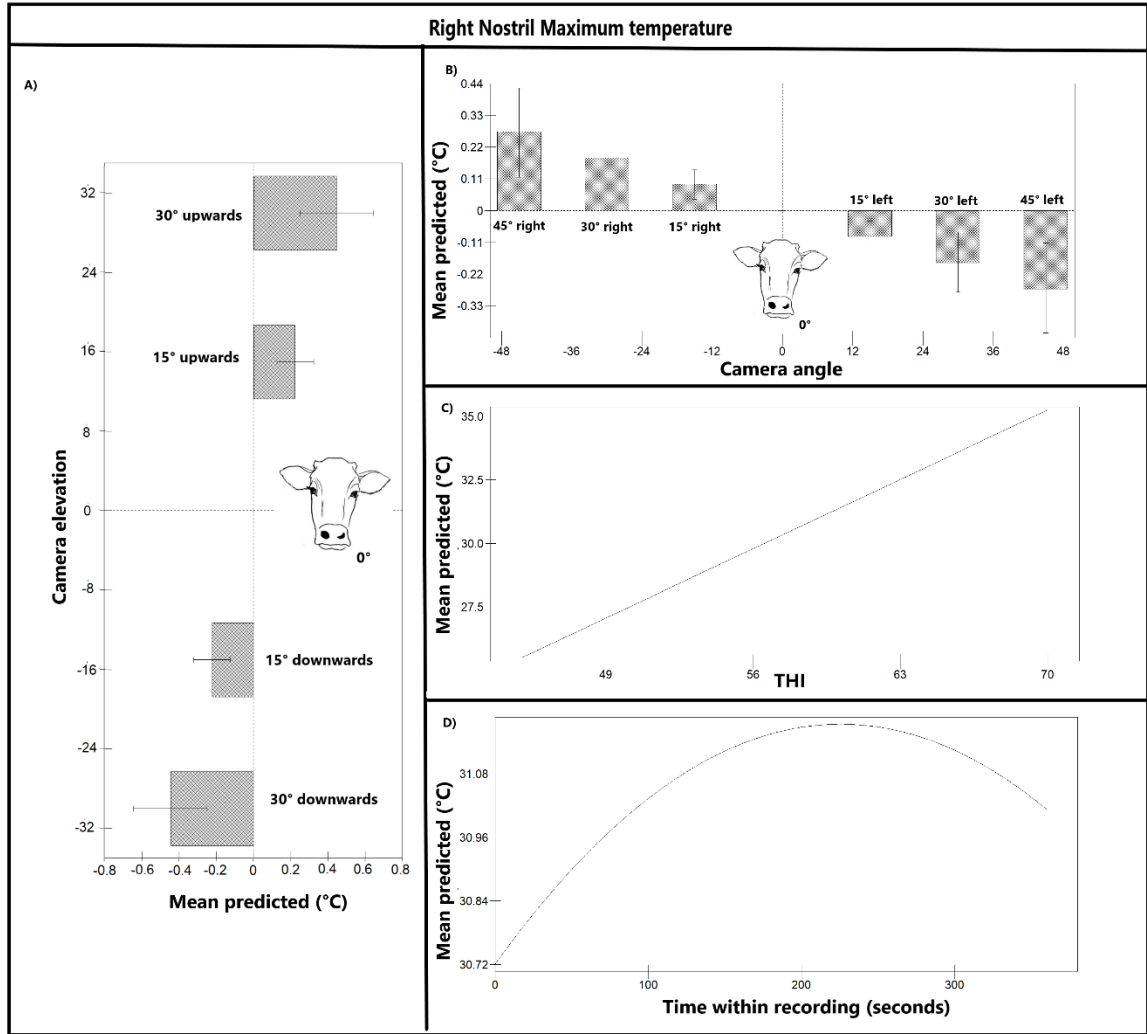 Right Nostril Maximum temperature
A)
32
30° upwards
24
16
15° upwards
8
Camera elevation
0
0°
-8
-16
15° downwards
-24
30° downwards
-32
-0.8 -0.6 -0.4 -0.2 0 0.2 0.4 0.6 0.8
Mean predicted (°C)
B)
0.44
0.33
0.22
0.11
0
-0.11
-0.22
-0.33
Mean predicted (°C)
45° right 30° right 15° right
15° left 30° left 45° left
0°
-48 -36 -24 -12 0 12 24 36 48
Camera angle
C)
35.0
32.5
30.0
27.5
Mean predicted (°C)
49 56 63 70
THI
D)
31.08
30.96
30.84
30.72
Mean predicted (°C)
0 100 200 300
Time within recording (seconds)